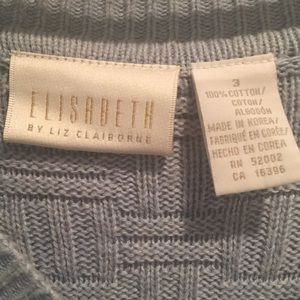 ELISABETH
BY LIZ CLAIBORNE
3
100% COTTON/
COTON/
ALGODÓN
MADE IN KOREA/
FABRIQUÉ EN CORÉE/
HECHO EN COREA
RN 52002
CA 16396